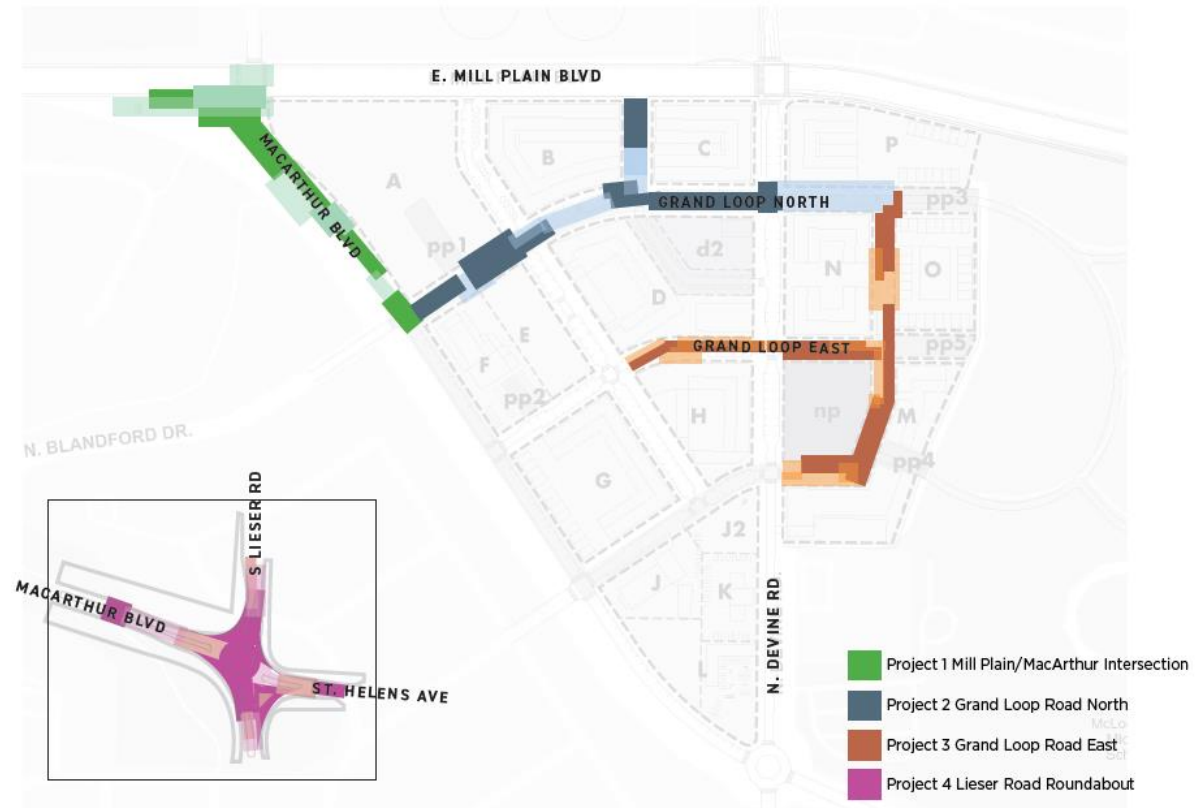 E. MILL PLAIN BLVD
MACARTHUR BLVD
A
B
C
P
GRAND LOOP NORTH
pp3
pp1
d2
N
O
D
E
F
GRAND LOOP EAST
pp5
pp2
H
np
M
N. BLANDFORD DR.
pp4
G
J2
J
K
L
N. DEVINE RD
S LIESER RD
MACARTHUR BLVD
ST. HELENS AVE
Project 1 Mill Plain/MacArthur Intersection
Project 2 Grand Loop Road North
Project 3 Grand Loop Road East
Project 4 Lieser Road Roundabout